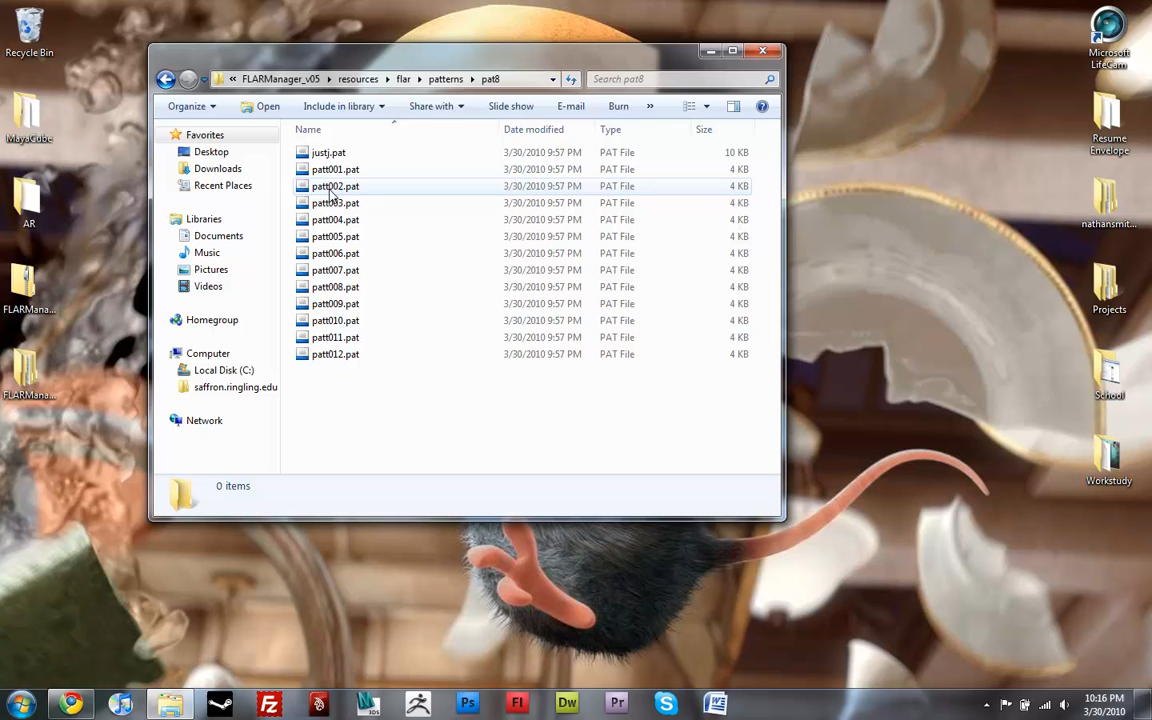 Recycle Bin
MayaCube
AR
FLARMana...
FLARMana...
Microsoft
LifeCam
Resume
Envelope
nathansmit...
Projects
School
Workstudy
« FLARManager_v05 ▸ resources ▸ flar ▸ patterns ▸ pat8
Search pat8
Organize Open Include in library Share with Slide show E-mail Burn »
Favorites
Desktop
Downloads
Recent Places
Libraries
Documents
Music
Pictures
Videos
Homegroup
Computer
Local Disk (C:)
saffron.ringling.edu
Network
Name Date modified Type Size
justj.pat 3/30/2010 9:57 PM PAT File 10 KB
patt001.pat 3/30/2010 9:57 PM PAT File 4 KB
patt002.pat 3/30/2010 9:57 PM PAT File 4 KB
patt003.pat 3/30/2010 9:57 PM PAT File 4 KB
patt004.pat 3/30/2010 9:57 PM PAT File 4 KB
patt005.pat 3/30/2010 9:57 PM PAT File 4 KB
patt006.pat 3/30/2010 9:57 PM PAT File 4 KB
patt007.pat 3/30/2010 9:57 PM PAT File 4 KB
patt008.pat 3/30/2010 9:57 PM PAT File 4 KB
patt009.pat 3/30/2010 9:57 PM PAT File 4 KB
patt010.pat 3/30/2010 9:57 PM PAT File 4 KB
patt011.pat 3/30/2010 9:57 PM PAT File 4 KB
patt012.pat 3/30/2010 9:57 PM PAT File 4 KB
0 items
Fz
3DS
Ps
Fl
Dw
Pr
10:16 PM
3/30/2010